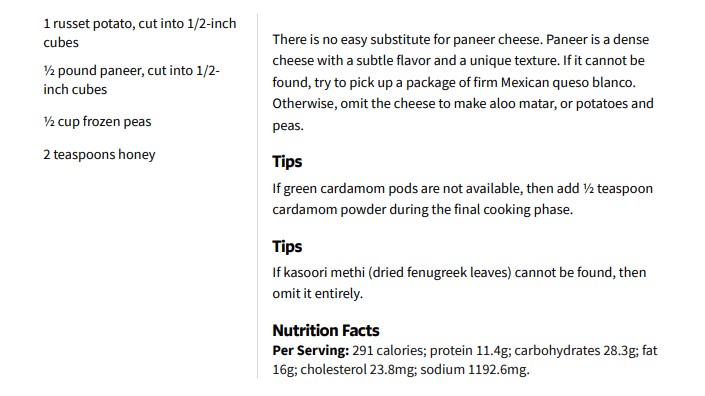 1 russet potato, cut into 1/2-inch
cubes
½ pound paneer, cut into 1/2-
inch cubes
½ cup frozen peas
2 teaspoons honey
There is no easy substitute for paneer cheese. Paneer is a dense
cheese with a subtle flavor and a unique texture. If it cannot be
found, try to pick up a package of firm Mexican queso blanco.
Otherwise, omit the cheese to make aloo matar, or potatoes and
peas.
Tips
If green cardamom pods are not available, then add ½ teaspoon
cardamom powder during the final cooking phase.
Tips
If kasoori methi (dried fenugreek leaves) cannot be found, then
omit it entirely.
Nutrition Facts
Per Serving: 291 calories; protein 11.4g; carbohydrates 28.3g; fat
16g; cholesterol 23.8mg; sodium 1192.6mg.